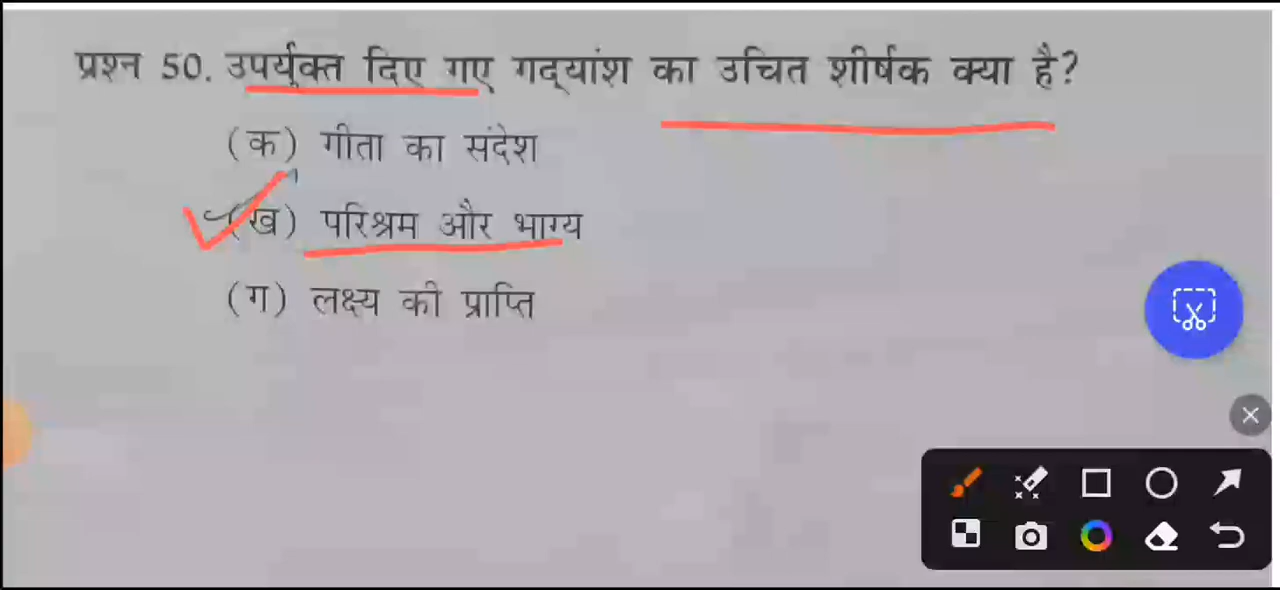 प्रश्न 50. उपर्युक्त दिए गए गद्यांश का उचित शीर्षक क्या है?
(क) गीता का संदेश
(ख) परिश्रम और भाग्य
(ग) लक्ष्य की प्राप्ति